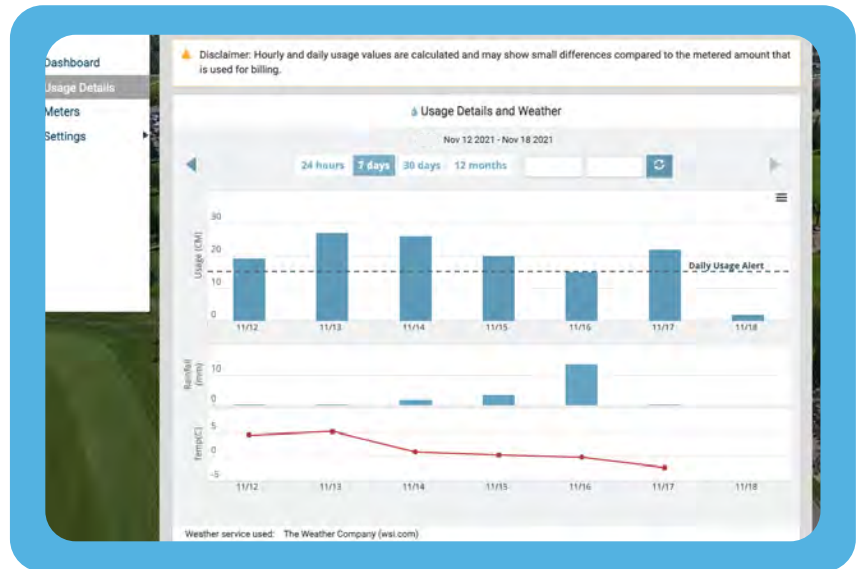 Dashboard
Usage Details
Meters
Settings
Disclaimer: Hourly and daily usage values are calculated and may show small differences compared to the metered amount that
is used for billing.
Usage Details and Weather
Nov 12 2021 - Nov 18 2021
24 hours 7 days 30 days 12 months
Usage (CM)
30
20
10
0
Daily Usage Alert
11/12 11/13 11/14 11/15 11/16 11/17 11/18
Rainfall
(mm)
10
0
Temp(C)
5
0
-5
11/12 11/13 11/14 11/15 11/16 11/17 11/18
Weather service used: The Weather Company (wsi.com)